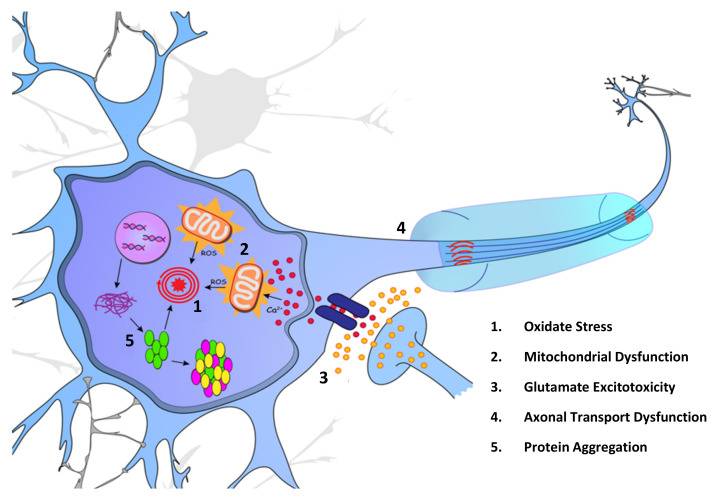 4
2
ROS
ROS
1
Ca²⁺
5
3
1. Oxidate Stress
2. Mitochondrial Dysfunction
3. Glutamate Excitotoxicity
4. Axonal Transport Dysfunction
5. Protein Aggregation